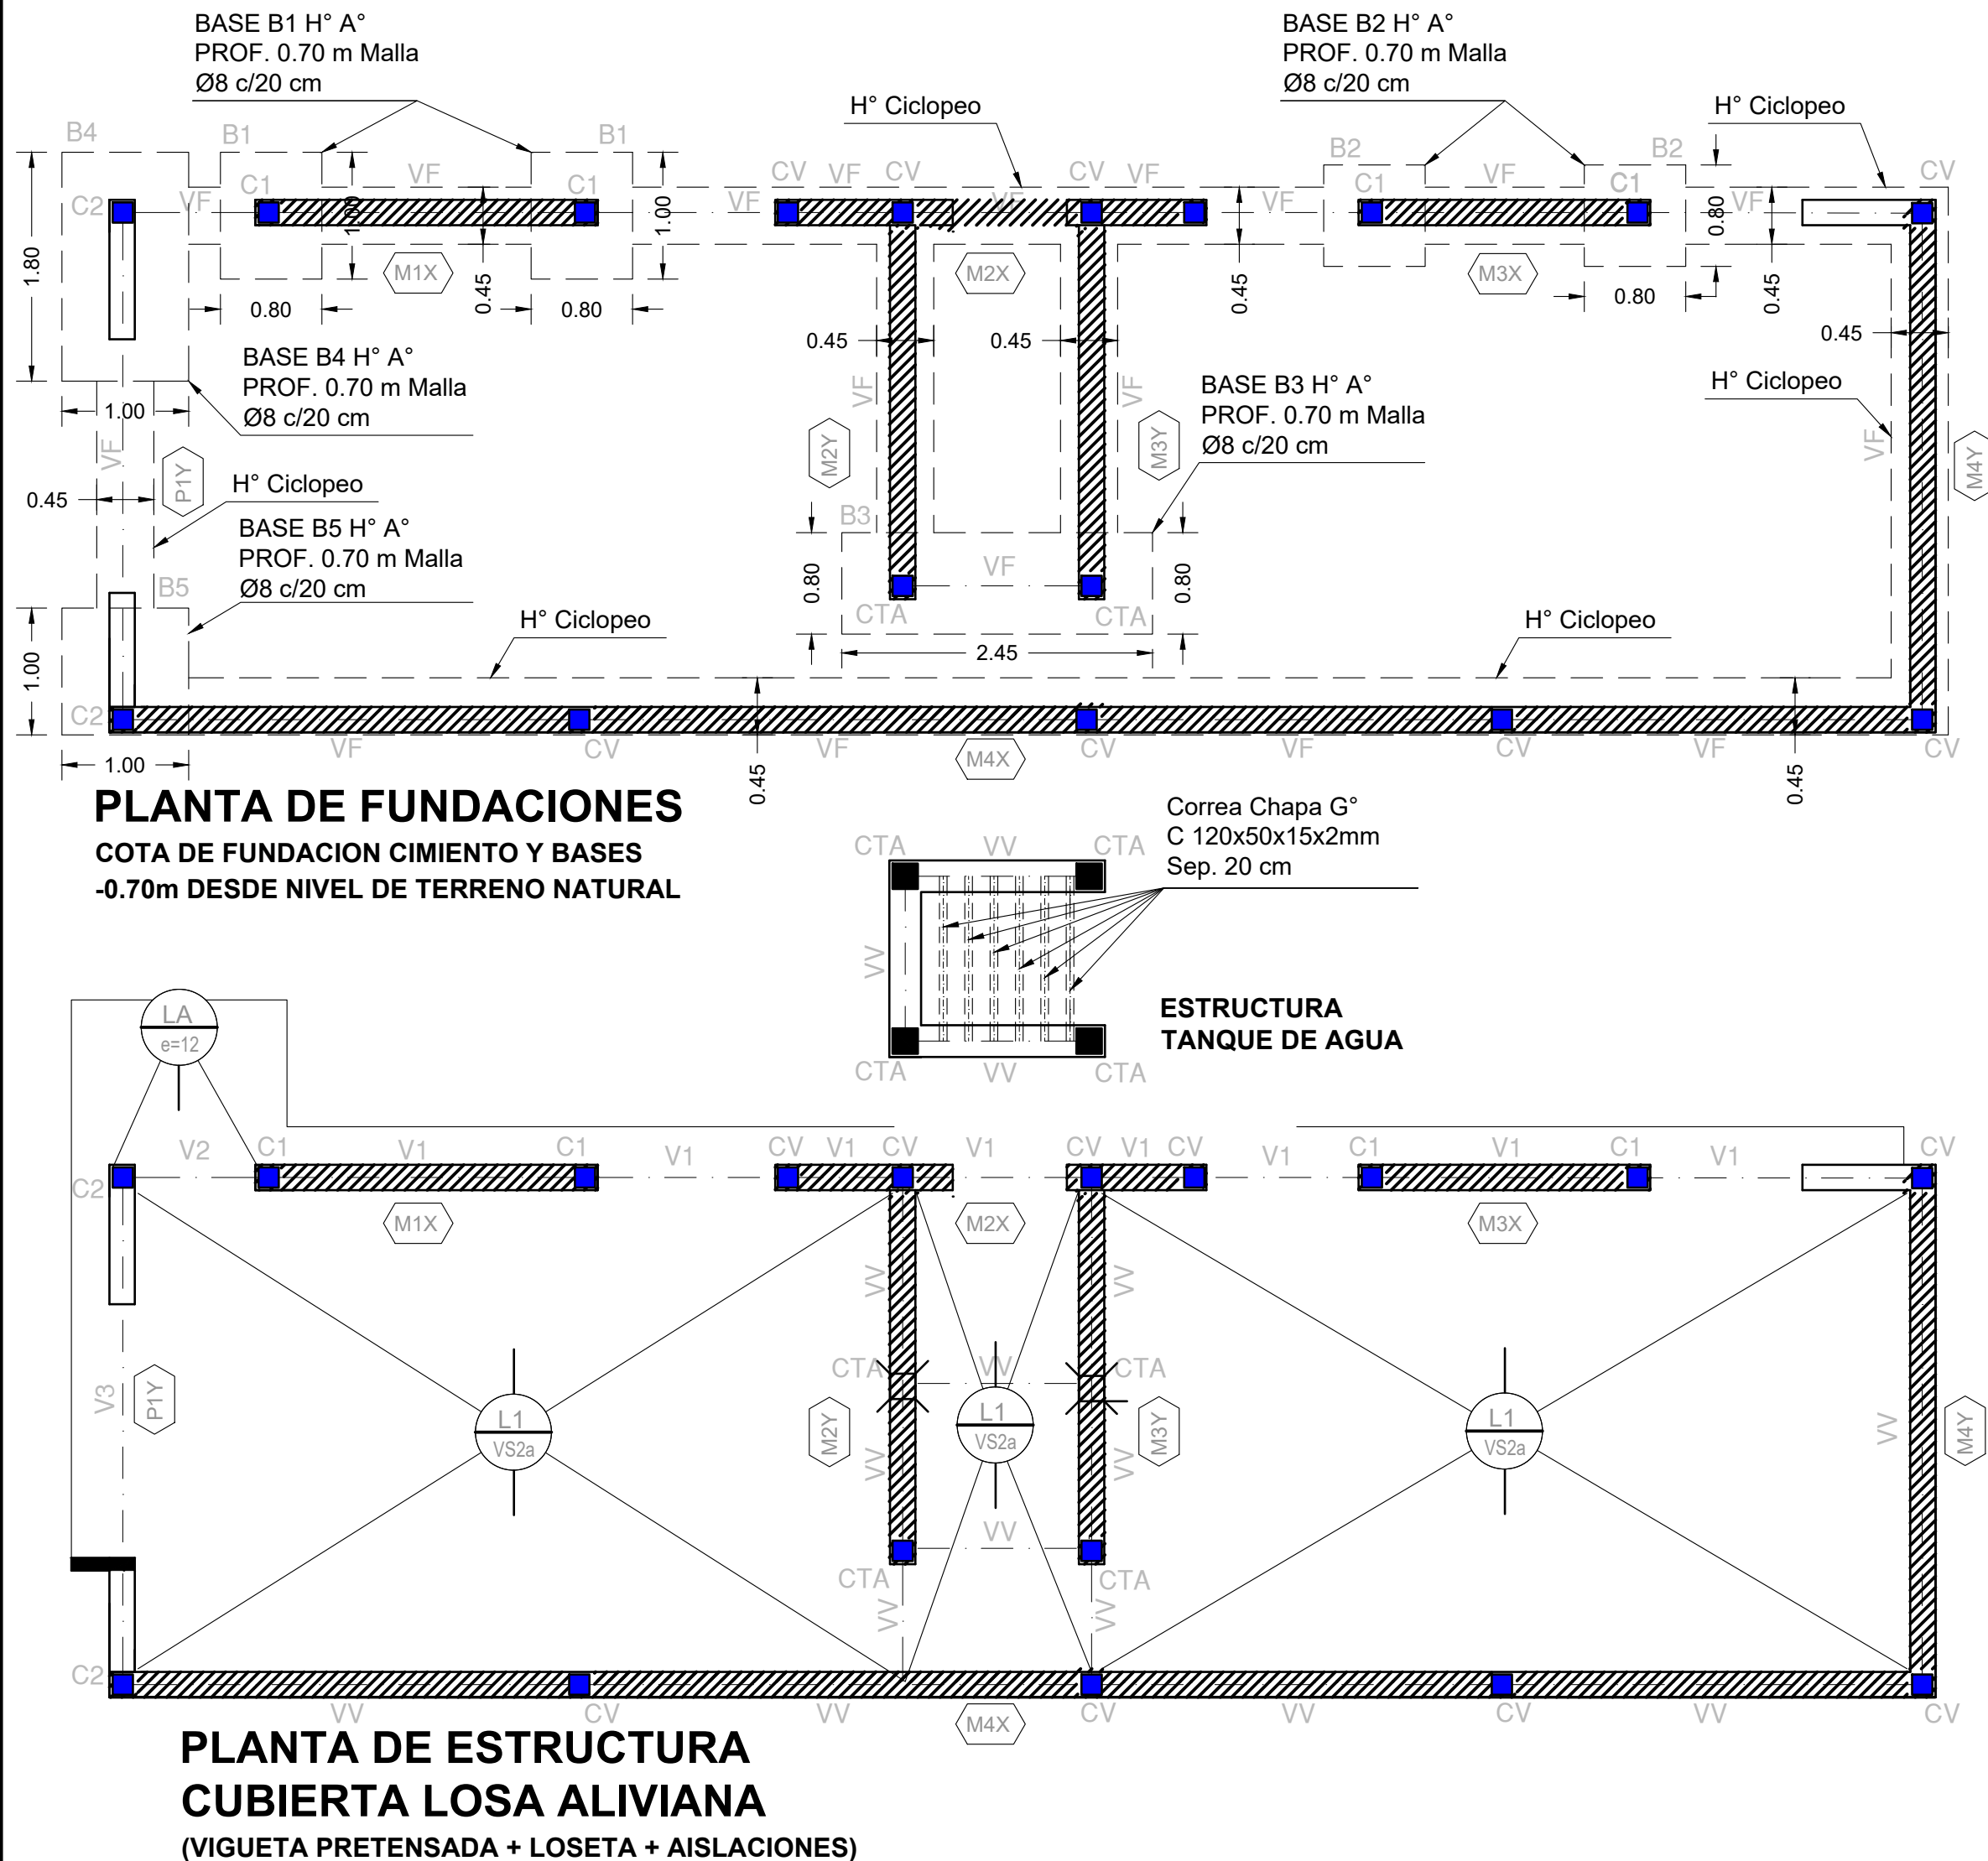 BASE B1 H° A°
PROF. 0.70 m Malla
Ø8 c/20 cm
BASE B2 H° A°
PROF. 0.70 m Malla
Ø8 c/20 cm
H° Ciclopeo
H° Ciclopeo
B4
B1
B1
B2
B2
VF
CV
VF
CV
CV
VF
VF
CV
C2
VF
C1
C1
VF
VF
VF
C1
C1
VF
1.80
1.00
0.45
1.00
0.45
0.80
0.45
M1X
M2X
M3X
0.80
0.80
0.80
0.45
0.45
0.45
BASE B4 H° A°
PROF. 0.70 m Malla
Ø8 c/20 cm
1.00
VF
VF
BASE B3 H° A°
PROF. 0.70 m Malla
Ø8 c/20 cm
H° Ciclopeo
VF
VF
P1Y
M2Y
M3Y
M4Y
0.45
H° Ciclopeo
BASE B5 H° A°
PROF. 0.70 m Malla
Ø8 c/20 cm
B5
B3
0.80
VF
0.80
CTA
CTA
H° Ciclopeo
H° Ciclopeo
2.45
1.00
C2
VF
CV
VF
M4X
CV
VF
CV
VF
CV
1.00
0.45
0.45
PLANTA DE FUNDACIONES
COTA DE FUNDACION CIMIENTO Y BASES
-0.70m DESDE NIVEL DE TERRENO NATURAL
Correa Chapa G°
C 120x50x15x2mm
Sep. 20 cm
CTA
VV
CTA
VV
CTA
VV
CTA
ESTRUCTURA
TANQUE DE AGUA
LA
e=12
V2
C1
V1
C1
V1
CV
V1
CV
V1
CV
V1
CV
V1
C1
V1
C1
V1
CV
C2
M1X
M2X
M3X
VV
VV
CTA
VV
CTA
V3
P1Y
L1
VS2a
M2Y
L1
VS2a
M3Y
L1
VS2a
VV
M4Y
VV
VV
VV
CTA
CTA
VV
VV
C2
VV
CV
VV
M4X
CV
VV
CV
VV
CV
PLANTA DE ESTRUCTURA
CUBIERTA LOSA ALIVIANA
(VIGUETA PRETENSADA + LOSETA + AISLACIONES)